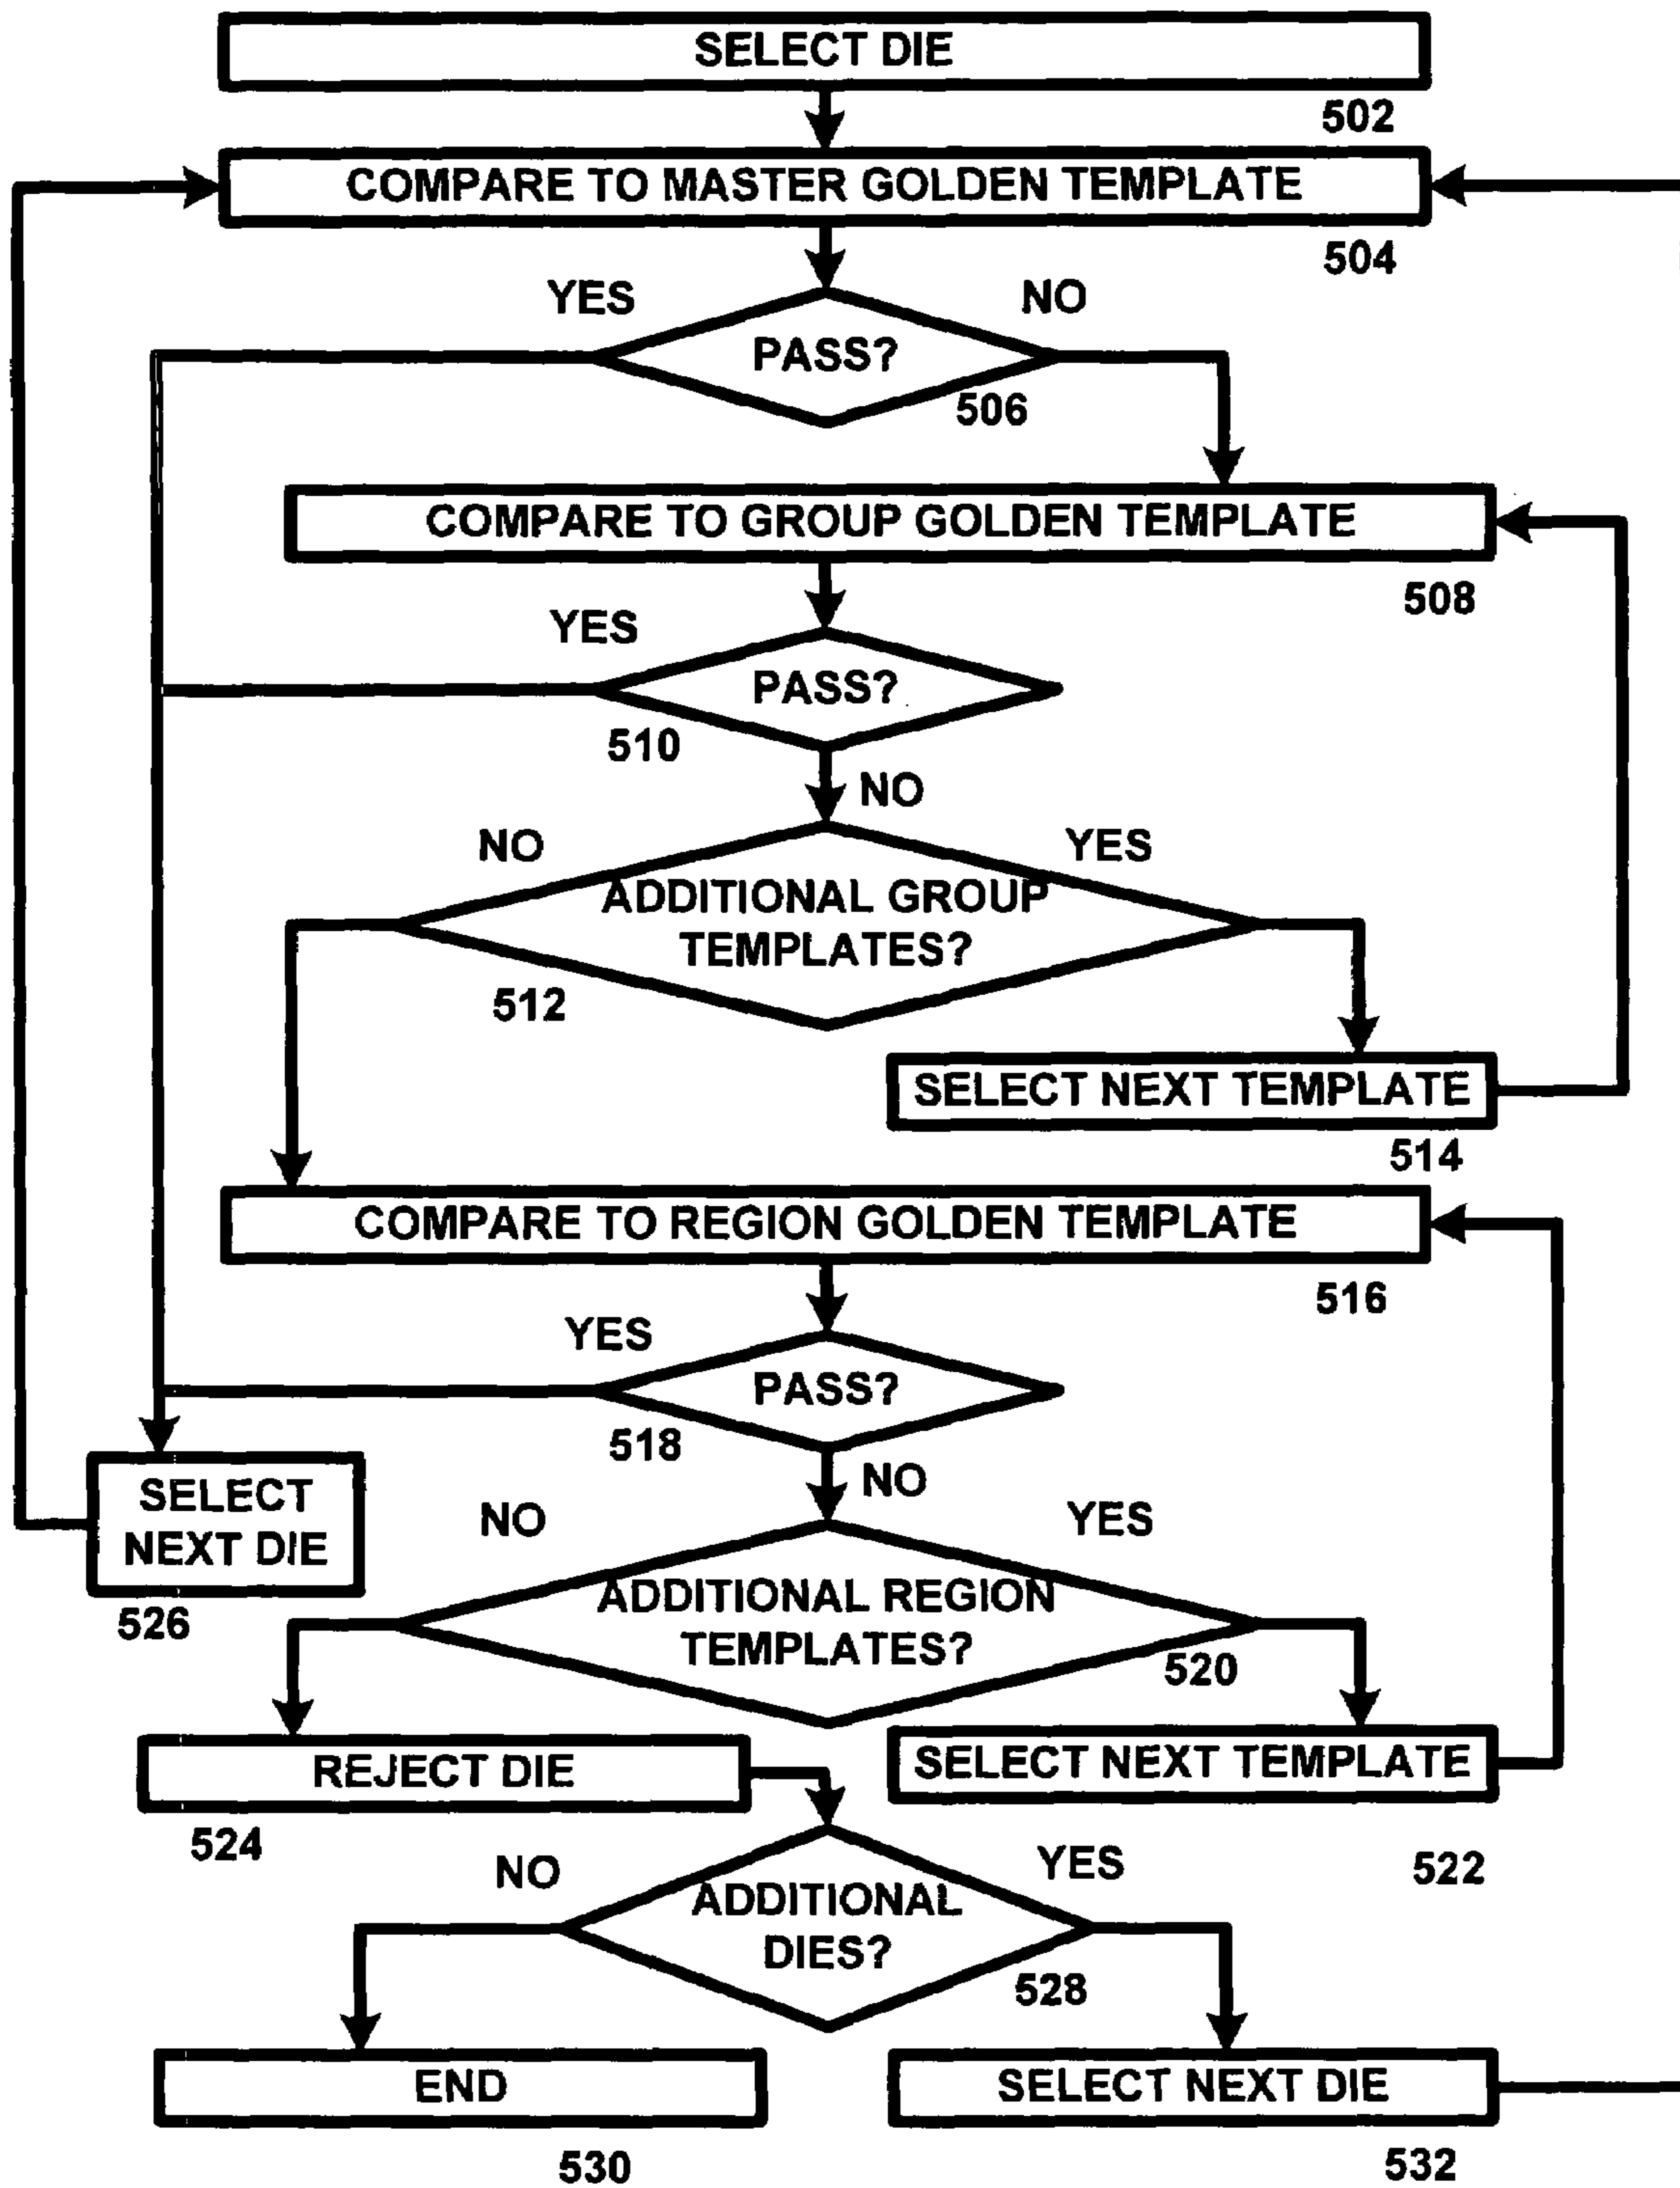 SELECT DIE
502
COMPARE TO MASTER GOLDEN TEMPLATE
504
YES
NO
PASS?
506
COMPARE TO GROUP GOLDEN TEMPLATE
508
YES
PASS?
510
NO
NO
YES
ADDITIONAL GROUP
TEMPLATES?
512
SELECT NEXT TEMPLATE
514
COMPARE TO REGION GOLDEN TEMPLATE
516
YES
PASS?
518
NO
SELECT
NEXT DIE
526
NO
YES
ADDITIONAL REGION
TEMPLATES?
520
REJECT DIE
524
SELECT NEXT TEMPLATE
522
NO
YES
ADDITIONAL
DIES?
528
END
530
SELECT NEXT DIE
532